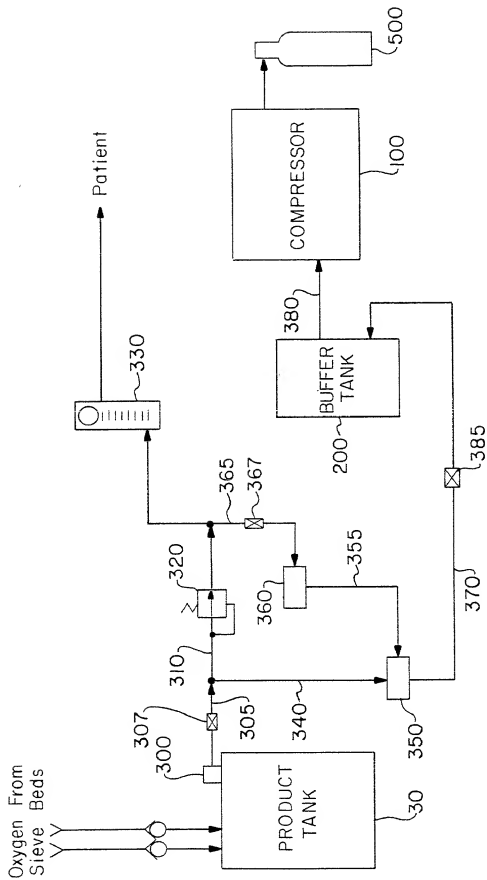 Oxygen From
Sieve Beds
300
307
305
310
320
PRODUCT
TANK
30
340
350
360
355
365
367
330
Patient
370
385
BUFFER
TANK
200
380
COMPRESSOR
100
500